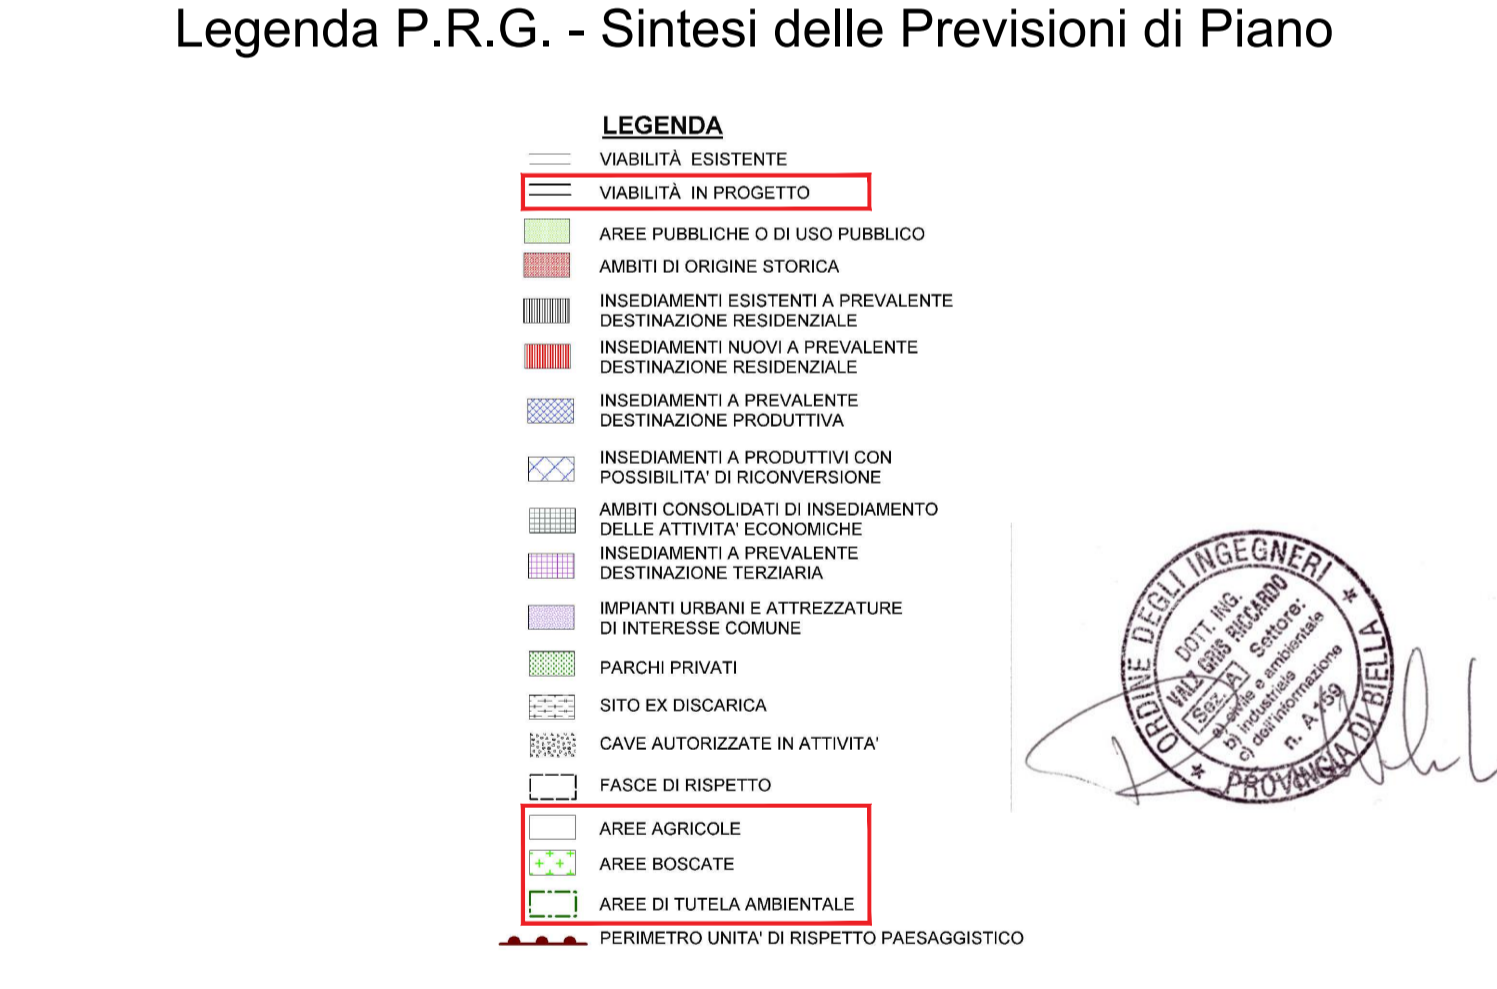 Legenda P.R.G. - Sintesi delle Previsioni di Piano
LEGENDA
VIABILITÀ ESISTENTE
VIABILITÀ IN PROGETTO
AREE PUBBLICHE O DI USO PUBBLICO
AMBITI DI ORIGINE STORICA
INSEDIAMENTI ESISTENTI A PREVALENTE
DESTINAZIONE RESIDENZIALE
INSEDIAMENTI NUOVI A PREVALENTE
DESTINAZIONE RESIDENZIALE
INSEDIAMENTI A PREVALENTE
DESTINAZIONE PRODUTTIVA
INSEDIAMENTI A PRODUTTIVI CON
POSSIBILITA' DI RICONVERSIONE
AMBITI CONSOLIDATI DI INSEDIAMENTO
DELLE ATTIVITA' ECONOMICHE
INSEDIAMENTI A PREVALENTE
DESTINAZIONE TERZIARIA
IMPIANTI URBANI E ATTREZZATURE
DI INTERESSE COMUNE
PARCHI PRIVATI
SITO EX DISCARICA
CAVE AUTORIZZATE IN ATTIVITA'
FASCE DI RISPETTO
AREE AGRICOLE
AREE BOSCATE
AREE DI TUTELA AMBIENTALE
PERIMETRO UNITA' DI RISPETTO PAESAGGISTICO
ORDINE DEGLI INGEGNERI
PROVINCIA DI BIELLA
DOTT. ING.
VALZ GRIS RICCARDO
Sez. A Settore:
a) civile e ambientale
b) industriale
c) dell'informazione
n. A159